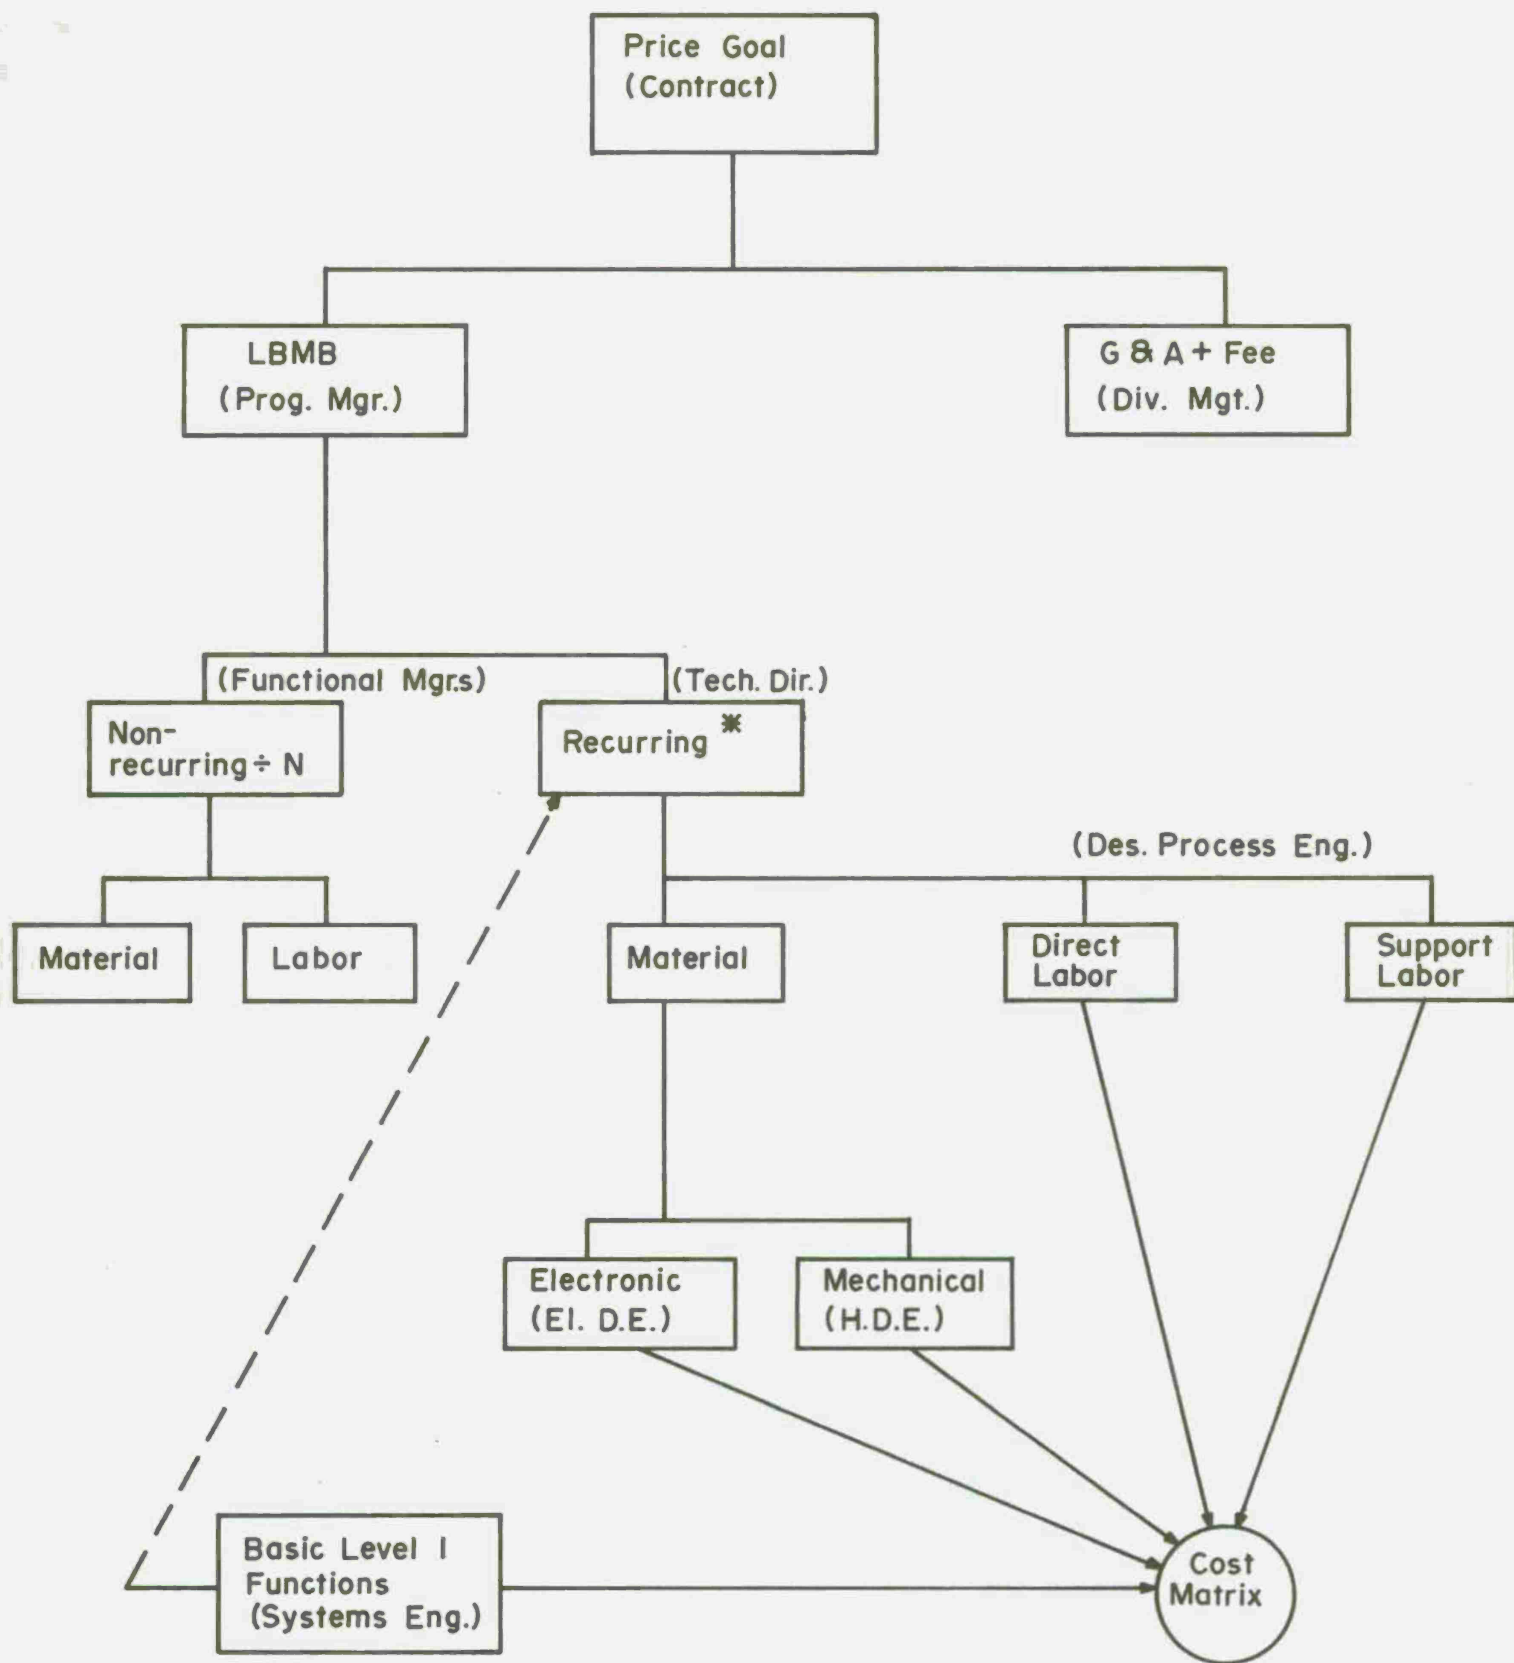 Price Goal
(Contract)
LBMB
(Prog. Mgr.)
G & A + Fee
(Div. Mgt.)
(Functional Mgr.s)
(Tech. Dir.)
Non-
recurring ÷ N
Recurring *
(Des. Process Eng.)
Material
Labor
Material
Direct
Labor
Support
Labor
Electronic
(El. D.E.)
Mechanical
(H.D.E.)
Basic Level I
Functions
(Systems Eng.)
Cost
Matrix